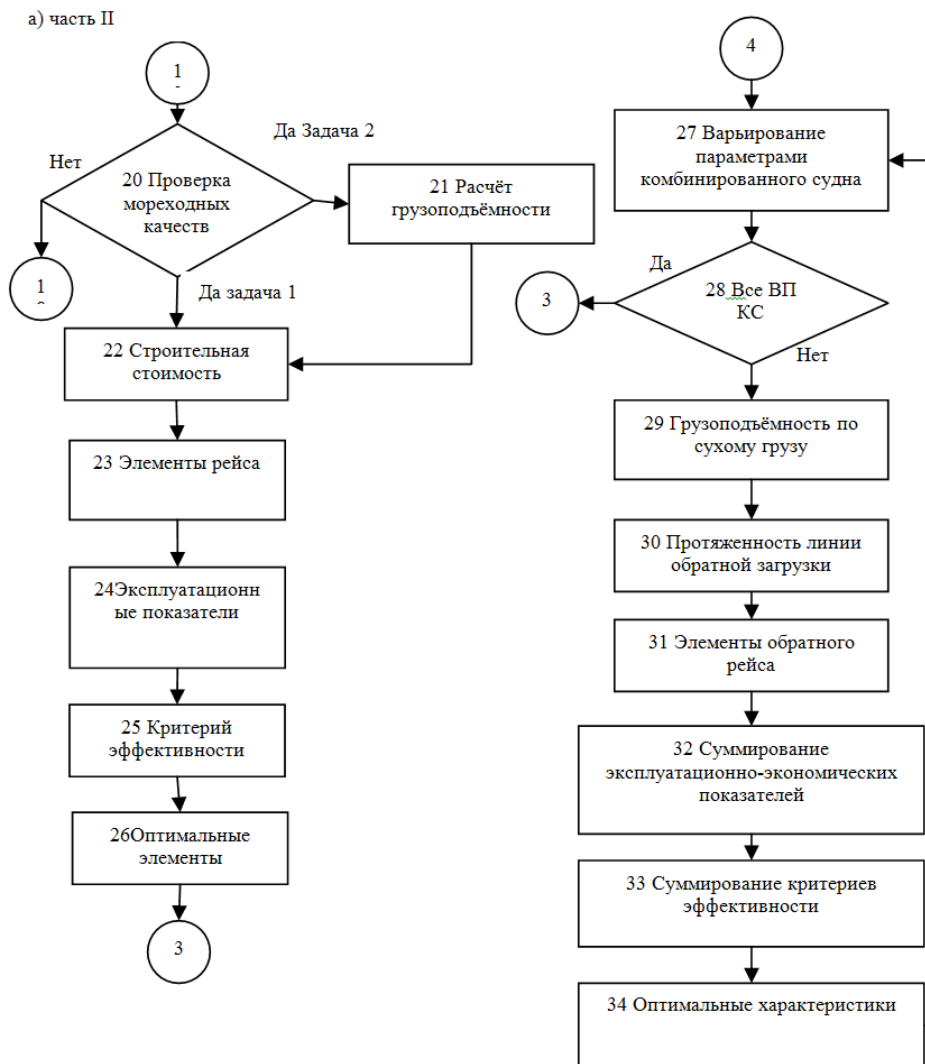 а) часть II
1
Да Задача 2
Нет
20 Проверка
мореходных
качеств
21 Расчёт
грузоподъёмности
1
Да задача 1
22 Строительная
стоимость
23 Элементы рейса
24Эксплуатационн
ые показатели
25 Критерий
эффективности
26Оптимальные
элементы
3
4
27 Варьирование
параметрами
комбинированного судна
Да
28 Все ВП
КС
3
Нет
29 Грузоподъёмность по
сухому грузу
30 Протяженность линии
обратной загрузки
31 Элементы обратного
рейса
32 Суммирование
эксплуатационно-экономических
показателей
33 Суммирование критериев
эффективности
34 Оптимальные характеристики